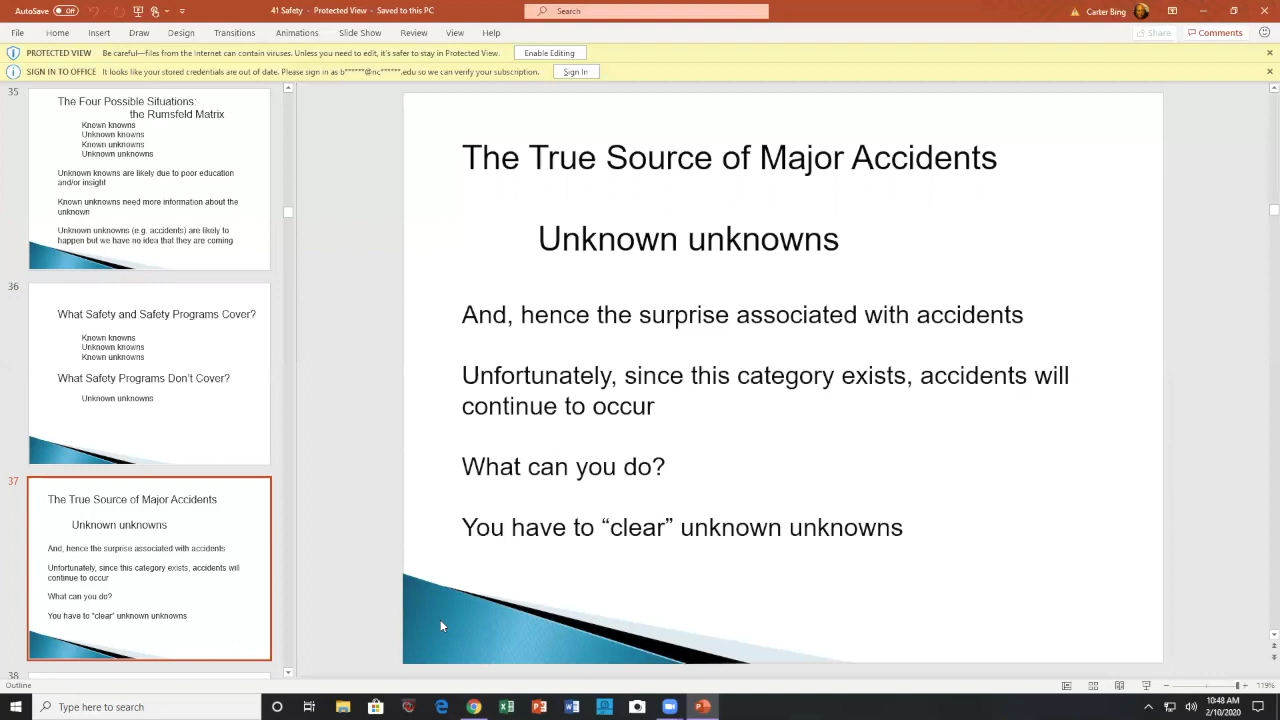 AutoSave Off 41 Safety - Protected View - Saved to this PC Search Carter Bing
File Home Insert Draw Design Transitions Animations Slide Show Review View Help Share Comments
PROTECTED VIEW Be careful—files from the Internet can contain viruses. Unless you need to edit, it's safer to stay in Protected View. Enable Editing
SIGN IN TO OFFICE It looks like your stored credentials are out of date. Please sign in as b******@nc******.edu so we can verify your subscription. Sign In
35
The Four Possible Situations:
the Rumsfeld Matrix
Known knowns
Unknown knowns
Known unknowns
Unknown unknowns
Unknown knowns are likely due to poor education
and/or insight
Known unknowns need more information about the
unknown
Unknown unknowns (e.g. accidents) are likely to
happen but we have no idea that they are coming
36
What Safety and Safety Programs Cover?
Known knowns
Unknown knowns
Known unknowns
What Safety Programs Don't Cover?
Unknown unknowns
37
The True Source of Major Accidents
Unknown unknowns
And, hence the surprise associated with accidents
Unfortunately, since this category exists, accidents will
continue to occur
What can you do?
You have to "clear" unknown unknowns
38
The True Source of Major Accidents
Unknown unknowns
And, hence the surprise associated with accidents
Unfortunately, since this category exists, accidents will
continue to occur
What can you do?
You have to “clear” unknown unknowns
Outline 119%
Type here to search 10:48 AM
2/10/2020